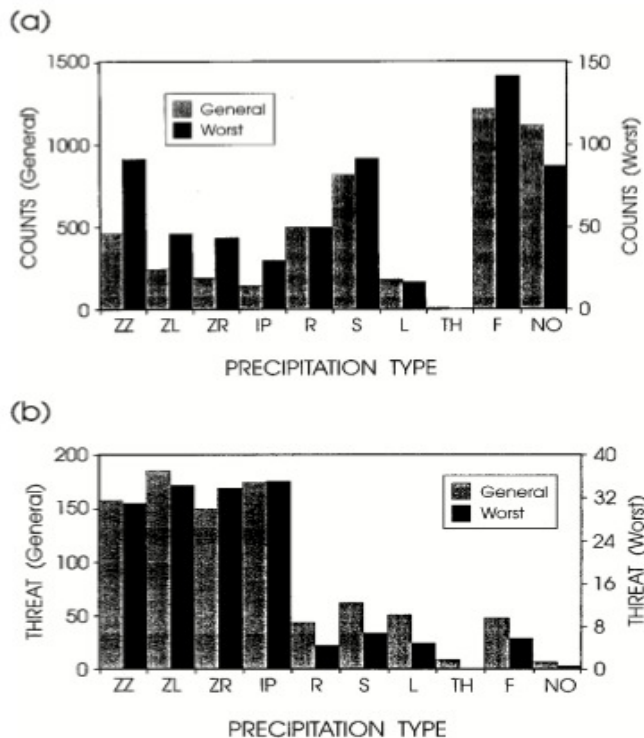 (a)
1500
1000
500
0
COUNTS (General)
General
Worst
150
100
50
0
COUNTS (Worst)
ZZ ZL ZR IP R S L TH F NO
PRECIPITATION TYPE
(b)
200
150
100
50
0
THREAT (General)
General
Worst
40
32
24
16
8
0
THREAT (Worst)
ZZ ZL ZR IP R S L TH F NO
PRECIPITATION TYPE